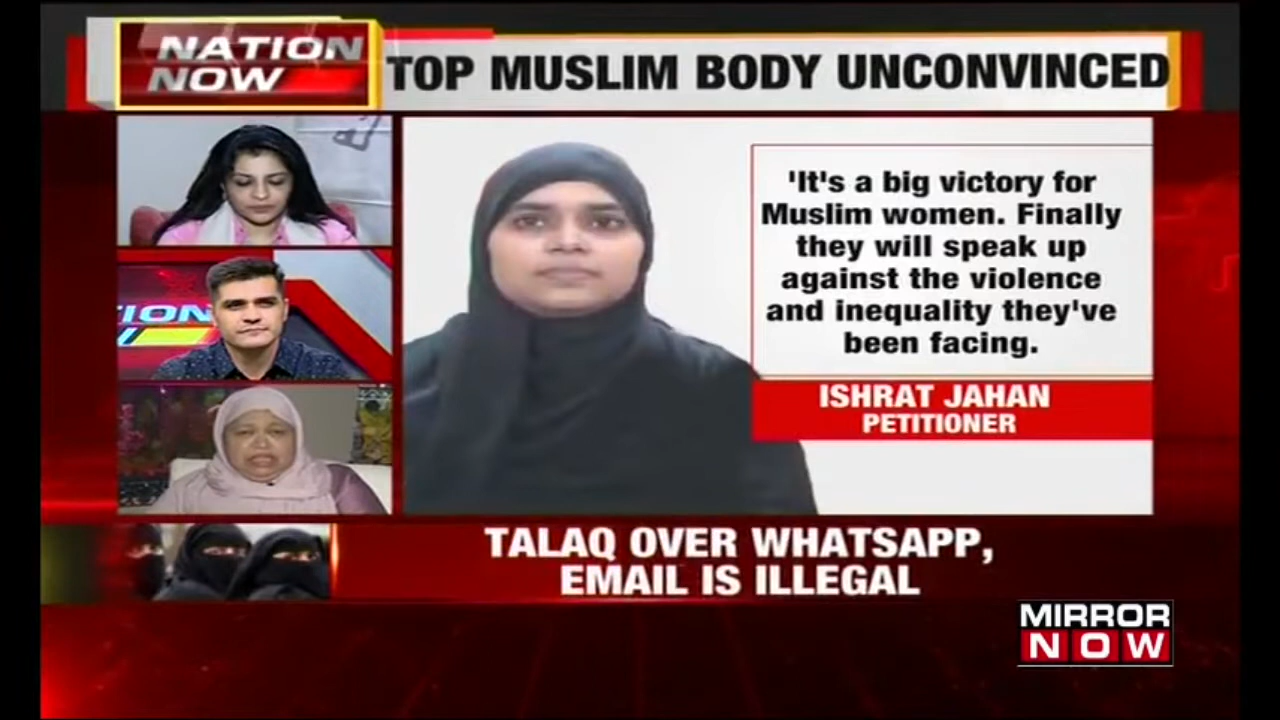 NATION
NOW
TOP MUSLIM BODY UNCONVINCED
'It's a big victory for
Muslim women. Finally
they will speak up
against the violence
and inequality they've
been facing.
ISHRAT JAHAN
PETITIONER
ION
TALAQ OVER WHATSAPP,
EMAIL IS ILLEGAL
MIRROR
NOW